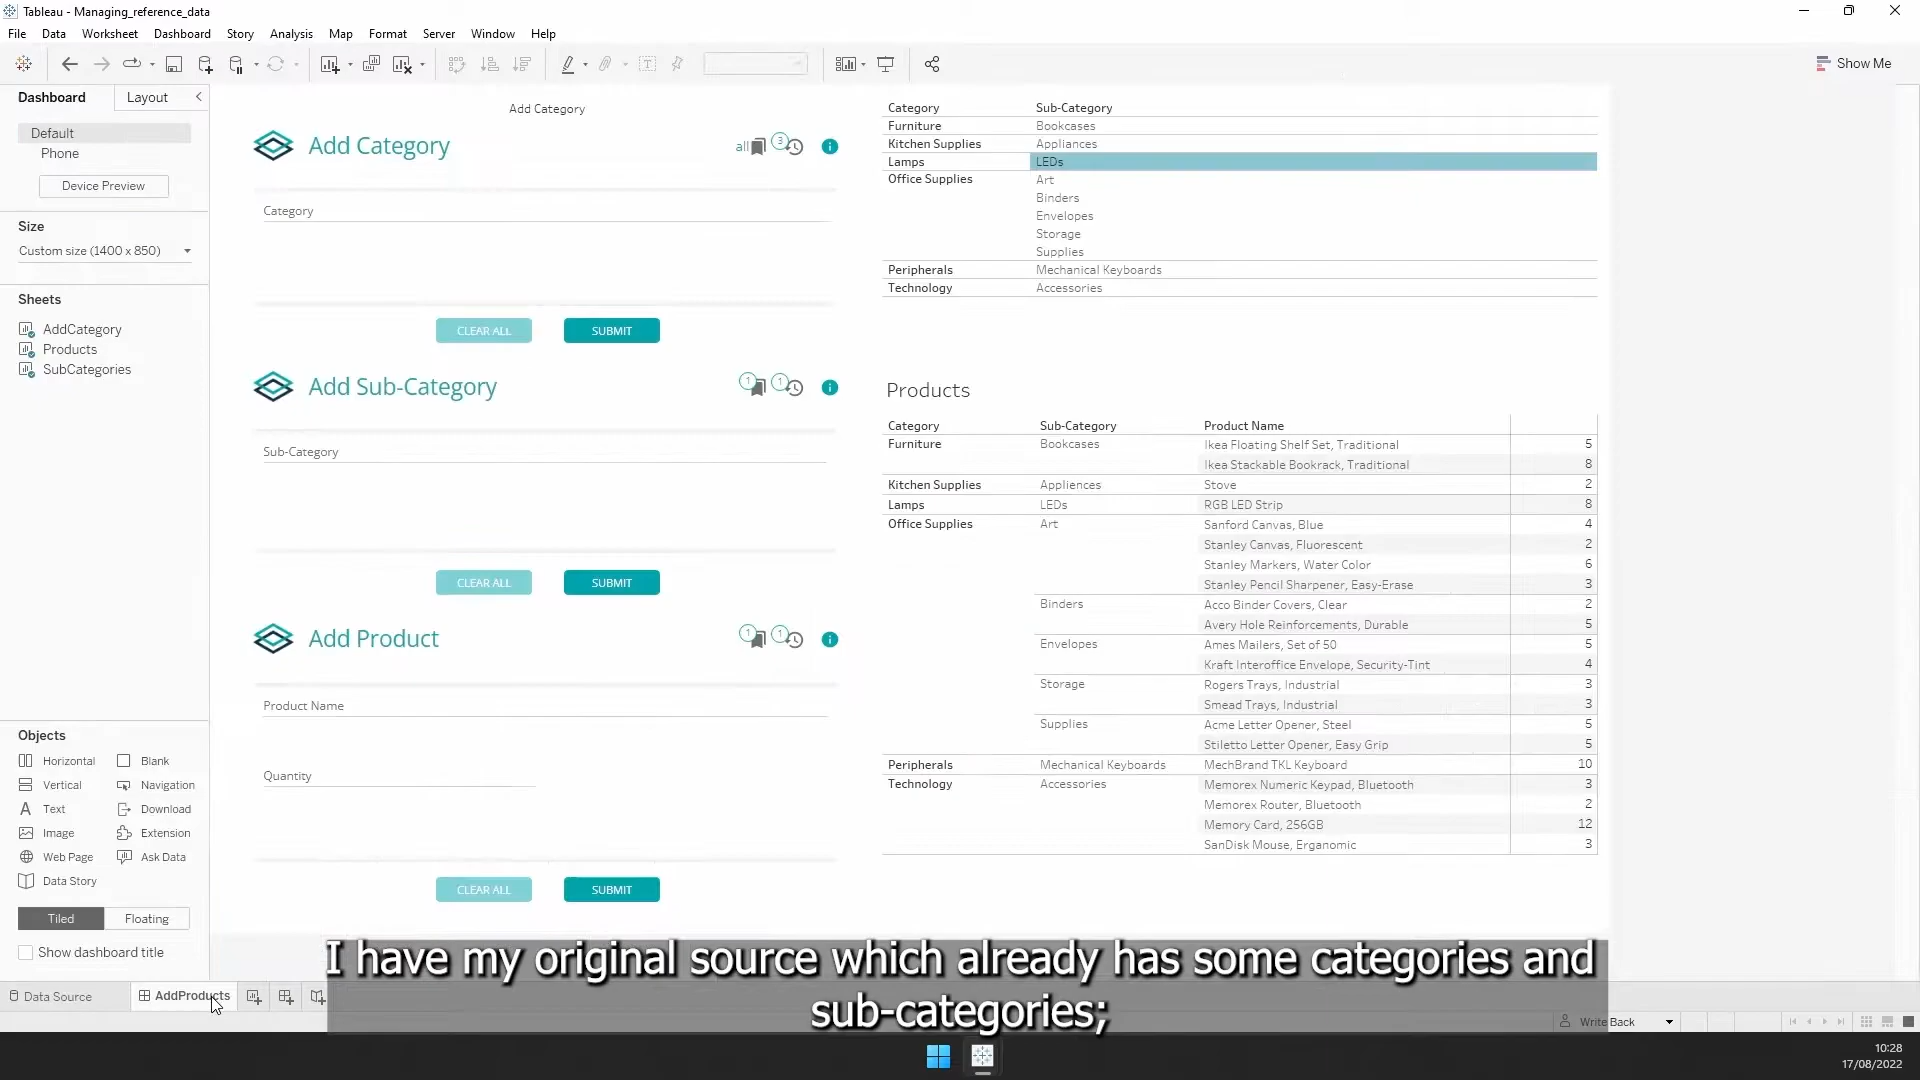 Tableau - Managing_reference_data
File Data Worksheet Dashboard Story Analysis Map Format Server Window Help
Show Me
Dashboard Layout
Default
Phone
Device Preview
Size
Custom size (1400 x 850)
Sheets
AddCategory
Products
SubCategories
Objects
Horizontal Blank
Vertical Navigation
Text Download
Image Extension
Web Page Ask Data
Data Story
Tiled Floating
Show dashboard title
Add Category
Add Category
all 3
Category
CLEAR ALL SUBMIT
Add Sub-Category
1 1
Sub-Category
CLEAR ALL SUBMIT
Add Product
1 1
Product Name
Quantity
CLEAR ALL SUBMIT
Category Sub-Category
Furniture Bookcases
Kitchen Supplies Appliances
Lamps LEDs
Office Supplies Art
Binders
Envelopes
Storage
Supplies
Peripherals Mechanical Keyboards
Technology Accessories
Products
Category Sub-Category Product Name
Furniture Bookcases Ikea Floating Shelf Set, Traditional 5
Ikea Stackable Bookrack, Traditional 8
Kitchen Supplies Appliances Stove 2
Lamps LEDs RGB LED Strip 8
Office Supplies Art Sanford Canvas, Blue 4
Stanley Canvas, Fluorescent 2
Stanley Markers, Water Color 6
Stanley Pencil Sharpener, Easy-Erase 3
Binders Acco Binder Covers, Clear 2
Avery Hole Reinforcements, Durable 5
Envelopes Ames Mailers, Set of 50 5
Kraft Interoffice Envelope, Security-Tint 4
Storage Rogers Trays, Industrial 3
Smead Trays, Industrial 3
Supplies Acme Letter Opener, Steel 5
Stiletto Letter Opener, Easy Grip 5
Peripherals Mechanical Keyboards MechBrand TKL Keyboard 10
Technology Accessories Memorex Numeric Keypad, Bluetooth 3
Memorex Router, Bluetooth 2
Memory Card, 256GB 12
SanDisk Mouse, Erganomic 3
I have my original source which already has some categories and
sub-categories;
Data Source AddProducts
Write Back
10:28
17/08/2022